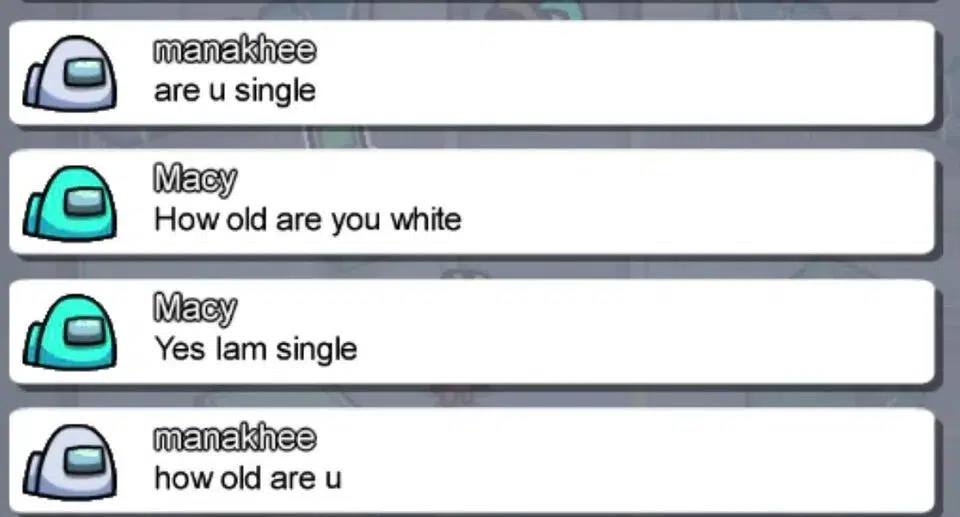 manakhee
are u single
Macy
How old are you white
Macy
Yes Iam single
manakhee
how old are u